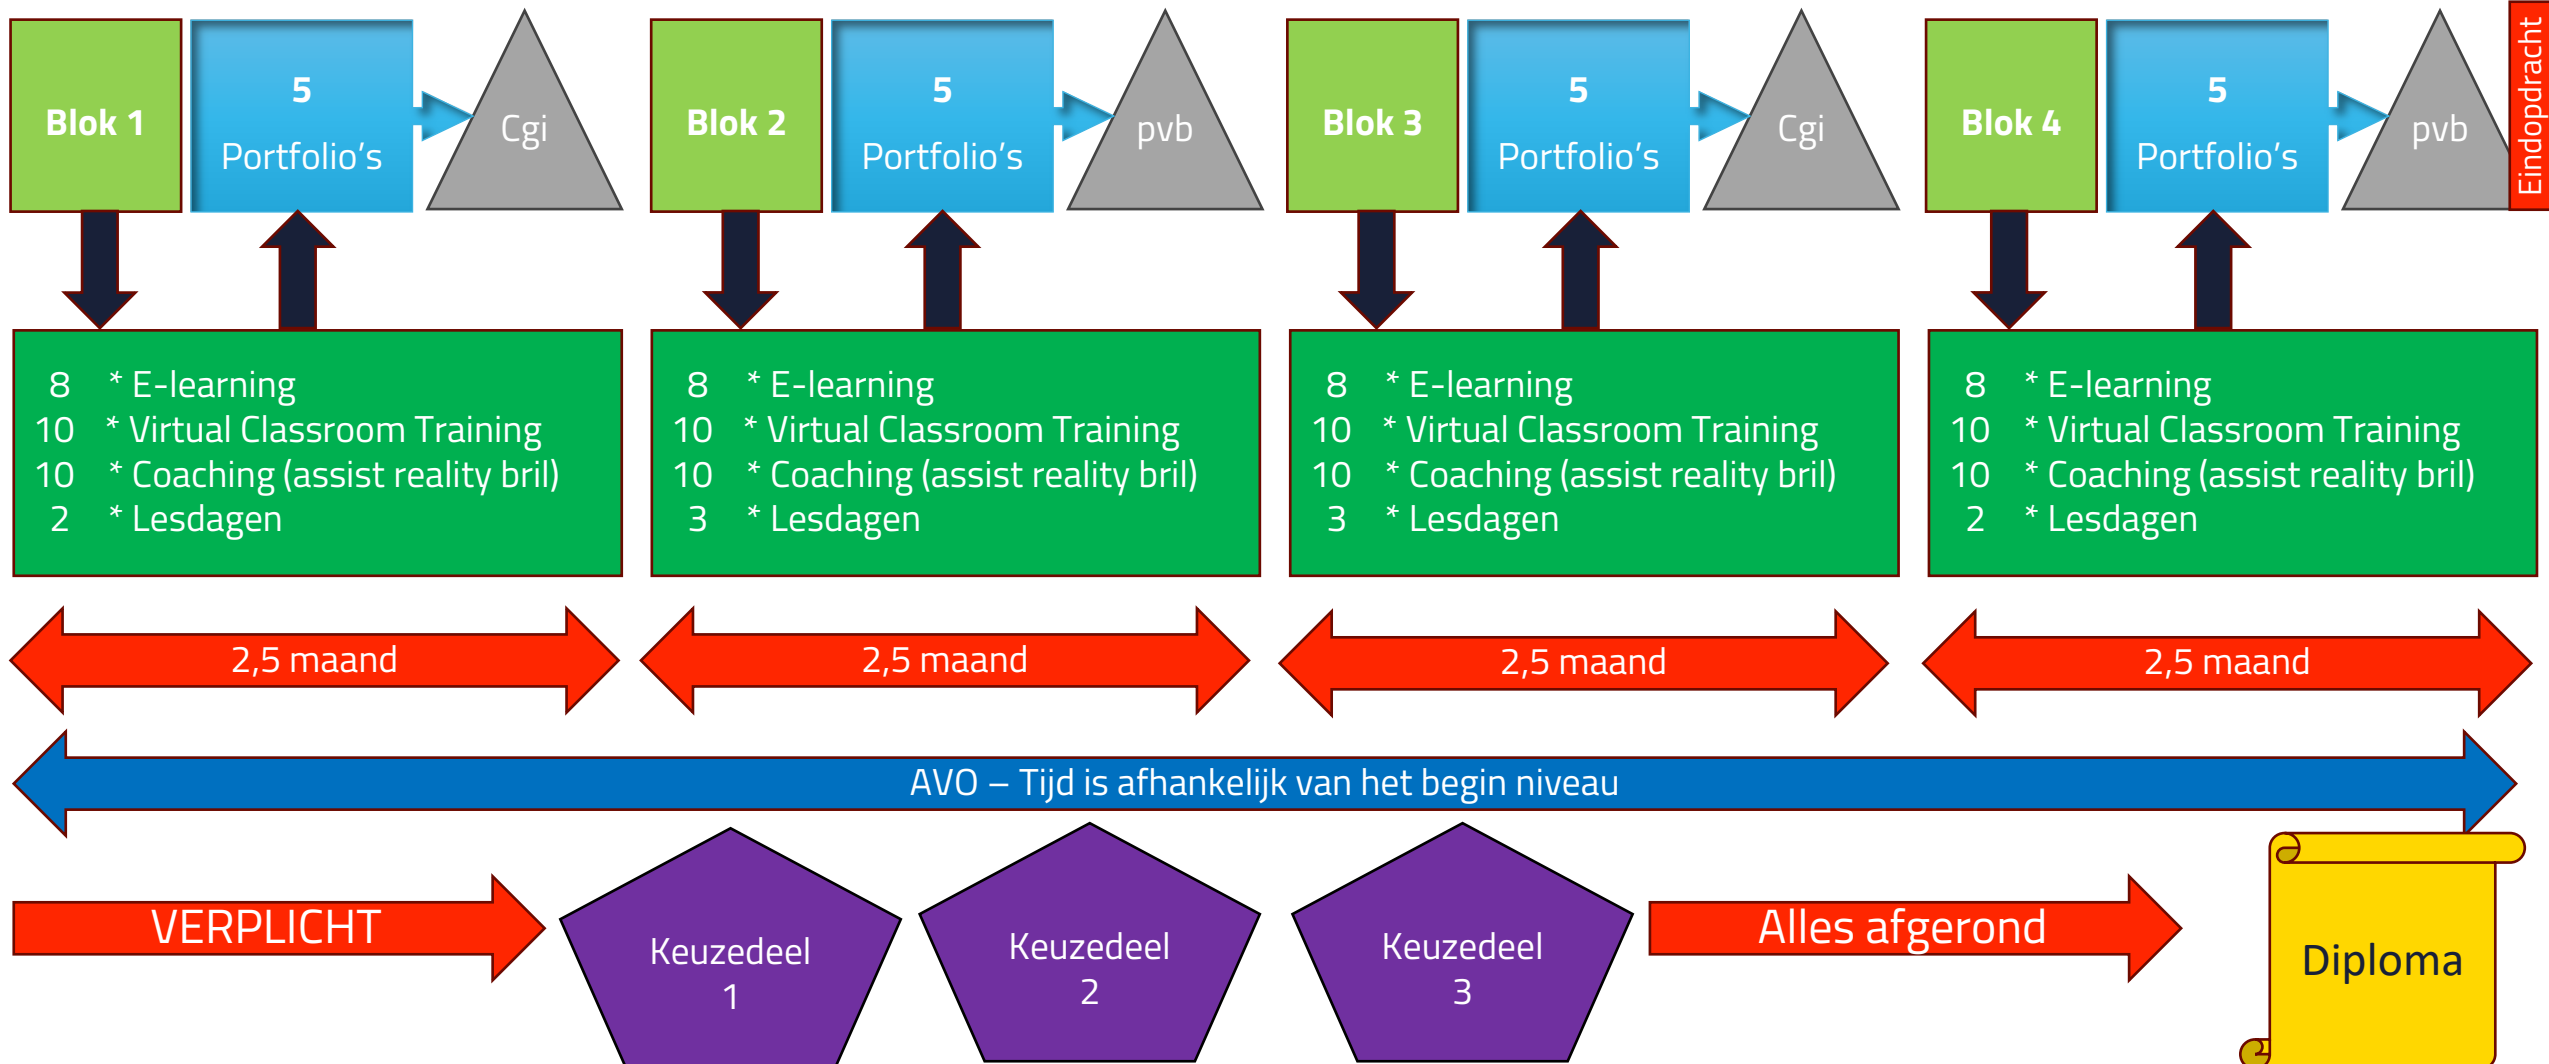 Blok 1
5
Portfolio's
Cgi
Blok 2
5
Portfolio's
pvb
Blok 3
5
Portfolio's
Cgi
Blok 4
5
Portfolio's
pvb
Eindopdracht
8 * E-learning
10 * Virtual Classroom Training
10 * Coaching (assist reality bril)
2 * Lesdagen
8 * E-learning
10 * Virtual Classroom Training
10 * Coaching (assist reality bril)
3 * Lesdagen
8 * E-learning
10 * Virtual Classroom Training
10 * Coaching (assist reality bril)
3 * Lesdagen
8 * E-learning
10 * Virtual Classroom Training
10 * Coaching (assist reality bril)
2 * Lesdagen
2,5 maand
2,5 maand
2,5 maand
2,5 maand
AVO – Tijd is afhankelijk van het begin niveau
VERPLICHT
Keuzedeel
1
Keuzedeel
2
Keuzedeel
3
Alles afgerond
Diploma